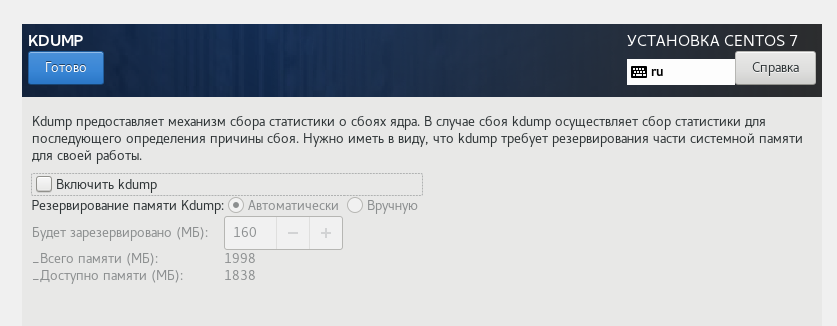 KDUMP
УСТАНОВКА CENTOS 7
Готово
ru
Справка
Kdump предоставляет механизм сбора статистики о сбоях ядра. В случае сбоя kdump осуществляет сбор статистики для
последующего определения причины сбоя. Нужно иметь в виду, что kdump требует резервирования части системной памяти
для своей работы.
Включить kdump
Резервирование памяти Kdump: Автоматически Вручную
Будет зарезервировано (МБ): 160 − +
_Всего памяти (МБ): 1998
_Доступно памяти (МБ): 1838